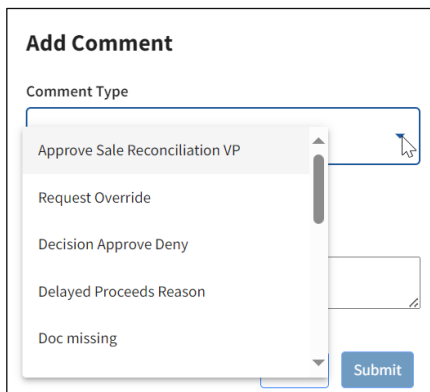 Add Comment
Comment Type
Approve Sale Reconciliation VP
Request Override
Decision Approve Deny
Delayed Proceeds Reason
Doc missing
Submit